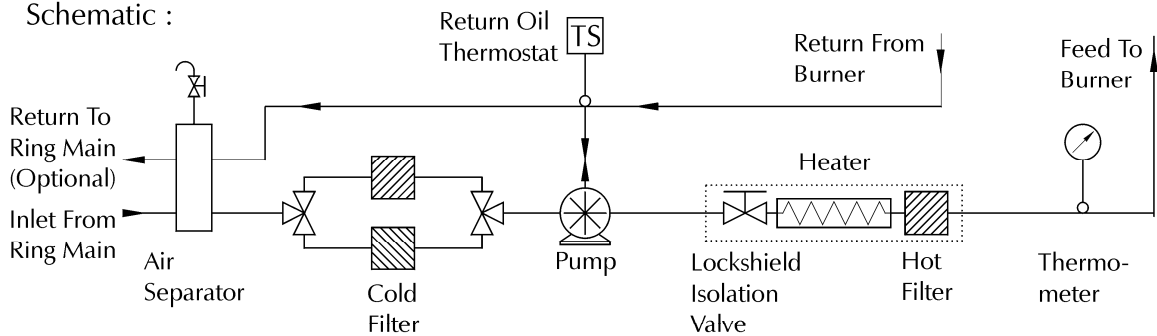 Schematic :
Return Oil
Thermostat
TS
Return From
Burner
Feed To
Burner
Return To
Ring Main
(Optional)
Inlet From
Ring Main
Heater
Air
Separator
Cold
Filter
Pump
Lockshield
Isolation
Valve
Hot
Filter
Thermo-
meter